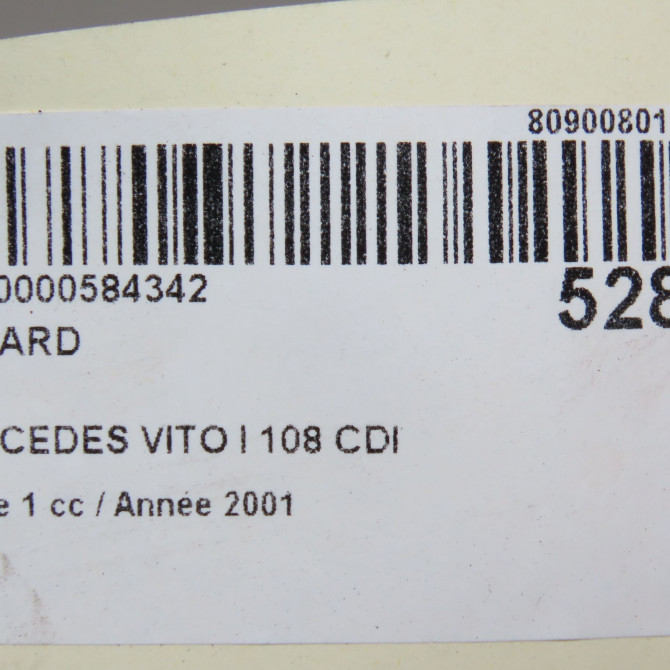 80900801
0000584342
528
ARD
CEDES VITO I 108 CDI
e 1 cc / Année 2001